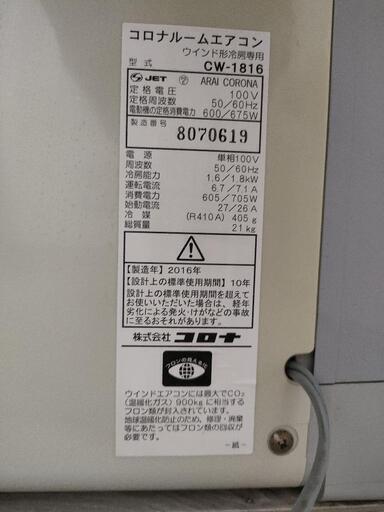 コロナルームエアコン
ウインド形冷房専用
型 式 CW-1816
JET ARAI CORONA
定格電圧 100V
定格周波数 50/60Hz
電動機の定格消費電力 600/675W
製造番号 8070619
電 源 単相100V
周波数 50/60Hz
冷房能力 1.6/1.8kW
運転電流 6.7/7.1A
消費電力 605/705W
始動電流 27/26A
冷 媒 (R410A) 405g
総質量 21kg
【製造年】2016年
【設計上の標準使用期間】10年
設計上の標準使用期間を超えて
お使いいただいた場合は、経年
劣化による発火・けがなどの事故
に至るおそれがあります。
株式会社 コロナ
フロンの見える化
ウインドエアコンには最大でCO₂
(温暖化ガス)900kgに相当する
フロン類が封入されています。
地球温暖化防止のため、修理・廃棄
等にあたってはフロン類の回収が
必要です。
-紙-